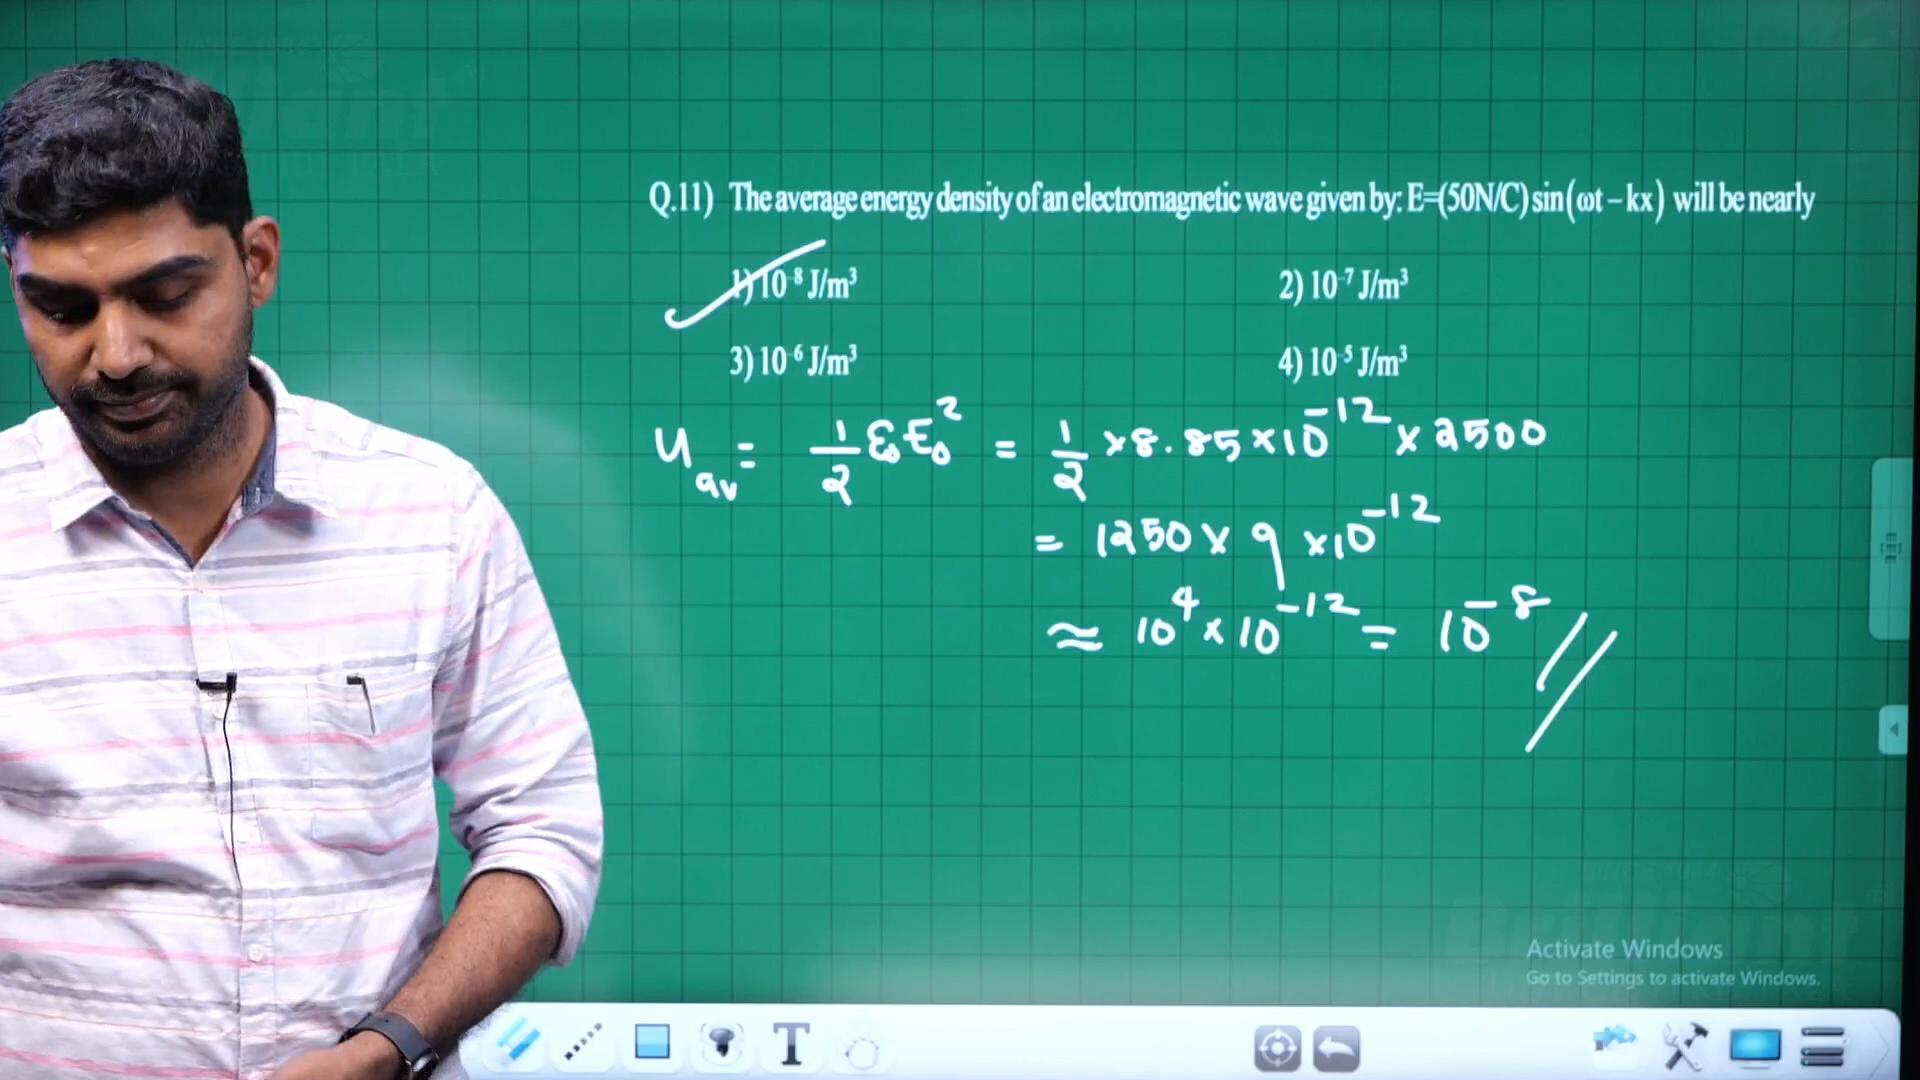 Q.11) The average energy density of an electromagnetic wave given by: E=(50N/C) sin(ωt – kx) will be nearly
1) 10⁻⁸ J/m³
2) 10⁻⁷ J/m³
3) 10⁻⁶ J/m³
4) 10⁻⁵ J/m³
U_av = 1/2 ε₀E₀² = 1/2 × 8.85 × 10⁻¹² × 2500
= 1250 × 9 × 10⁻¹²
≈ 10⁴ × 10⁻¹² = 10⁻⁸ //
Activate Windows
Go to Settings to activate Windows.
T